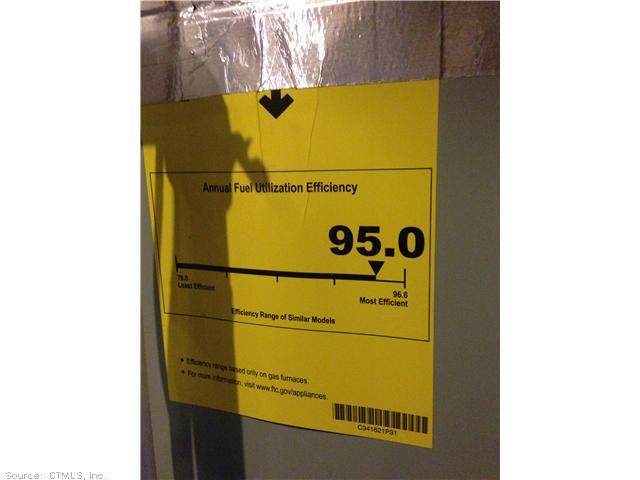 Annual Fuel Utilization Efficiency
95.0
78.0
Least Efficient
96.6
Most Efficient
Efficiency Range of Similar Models
• Efficiency range based only on gas furnaces.
• For more information, visit www.ftc.gov/appliances.
C341621P31
Source: CTMLS, Inc.